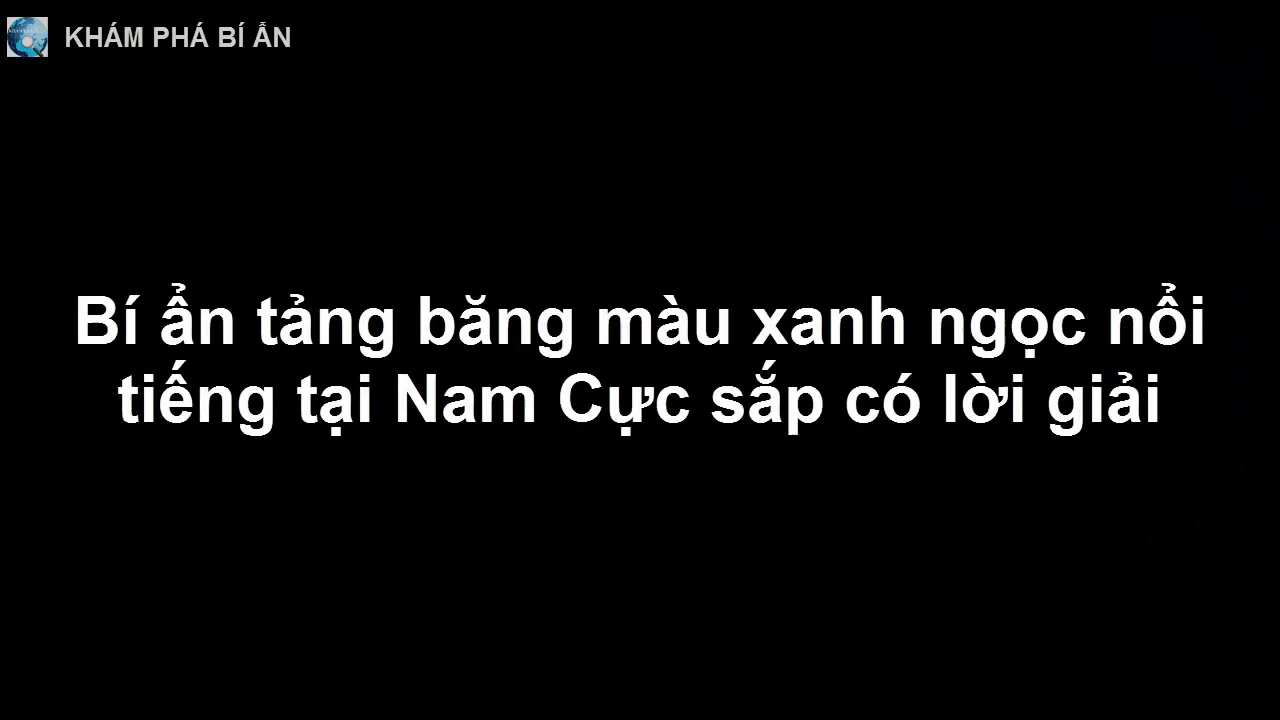 KHÁM PHÁ BÍ ẨN
Bí ẩn tảng băng màu xanh ngọc nổi
tiếng tại Nam Cực sắp có lời giải